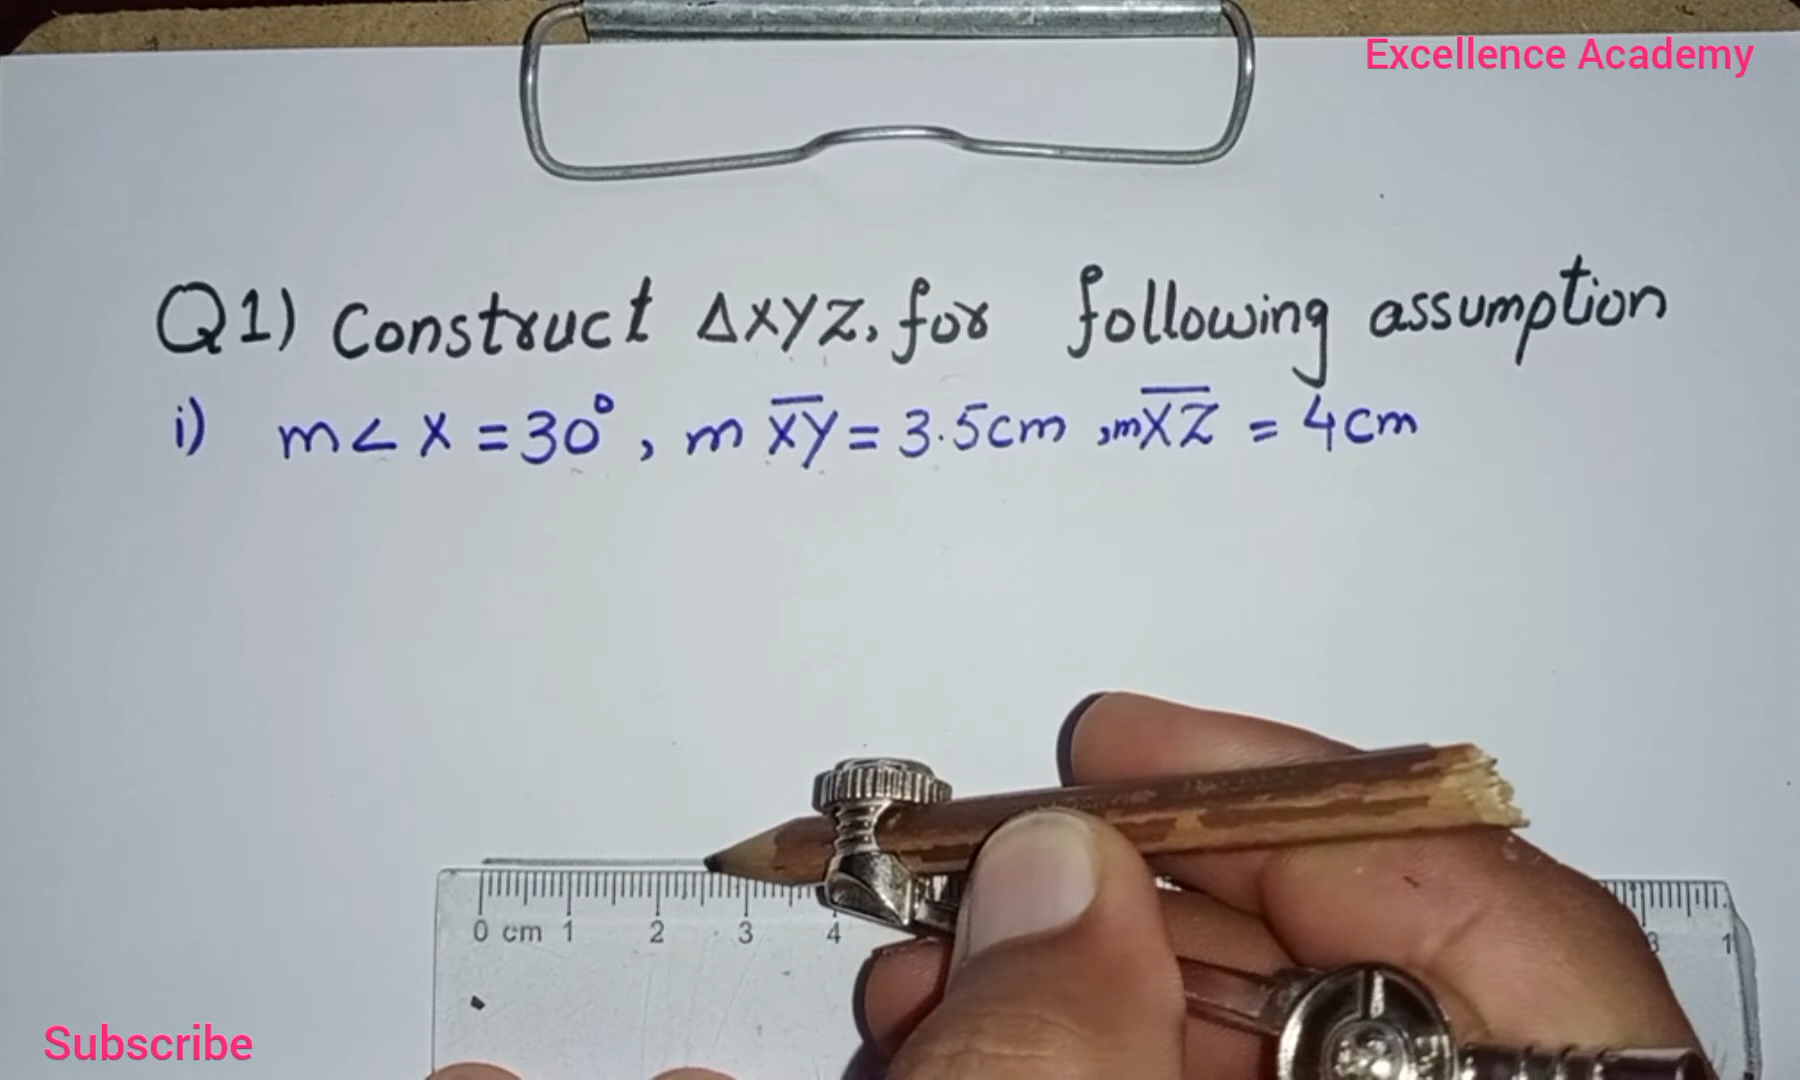 Excellence Academy
Q1) Construct ΔXYZ, for following assumption
i) m∠X = 30°, m X̅Y̅ = 3.5cm, mX̅Z̅ = 4cm
0 cm 1 2 3 4
Subscribe